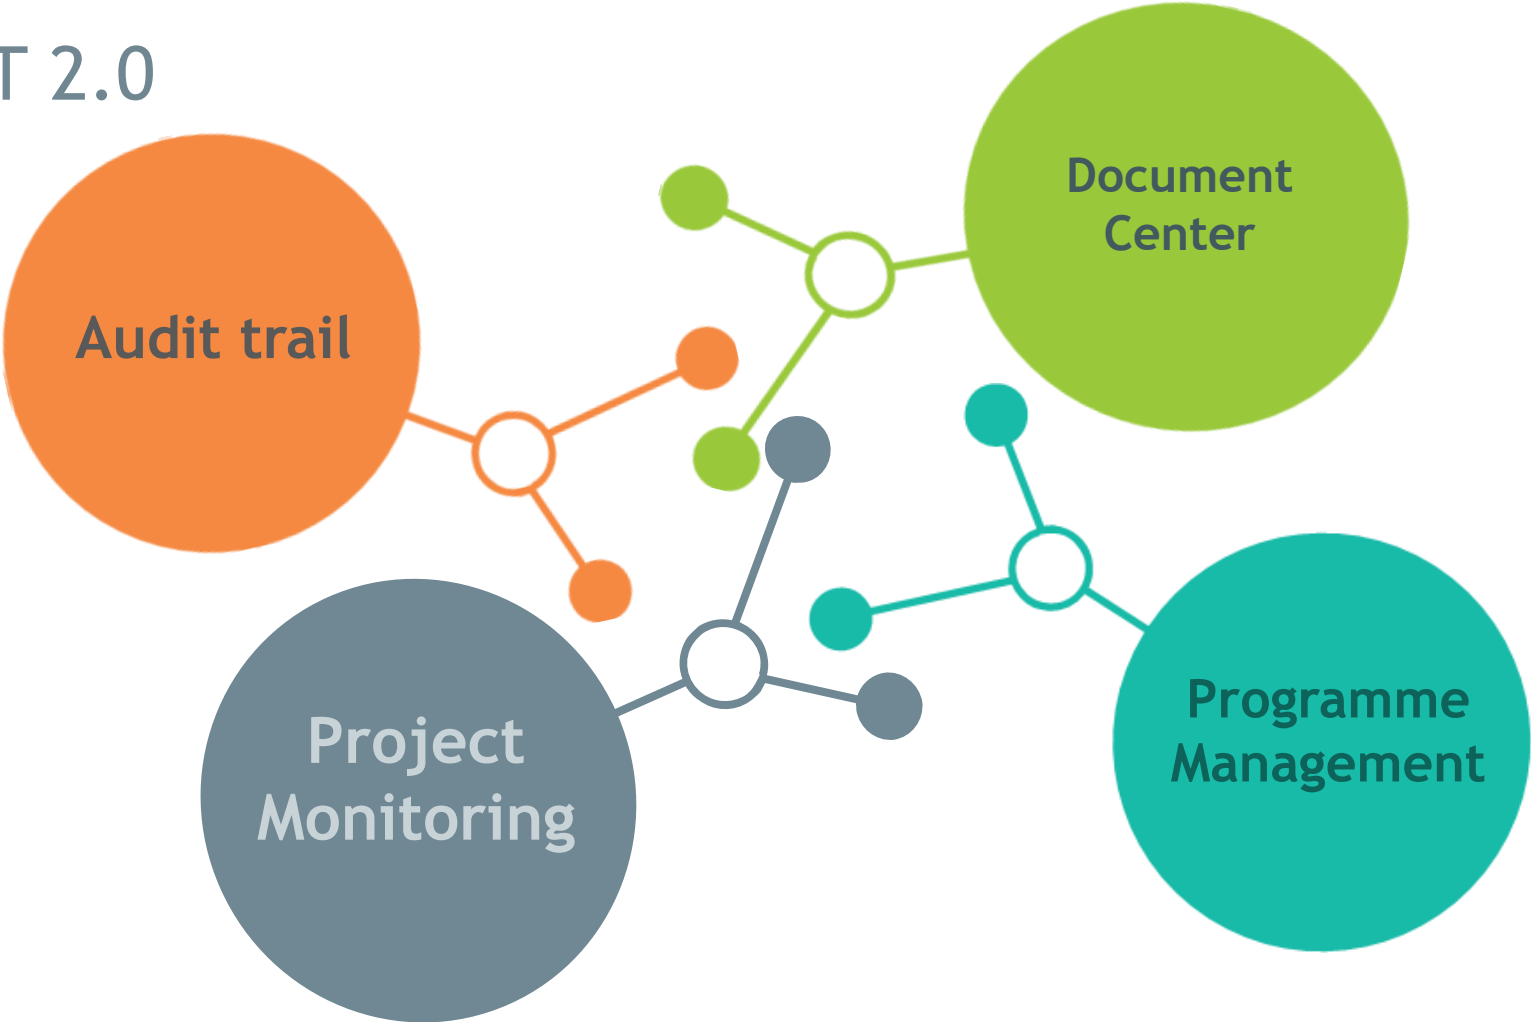 T 2.0
Document
Center
Audit trail
Programme
Management
Project
Monitoring